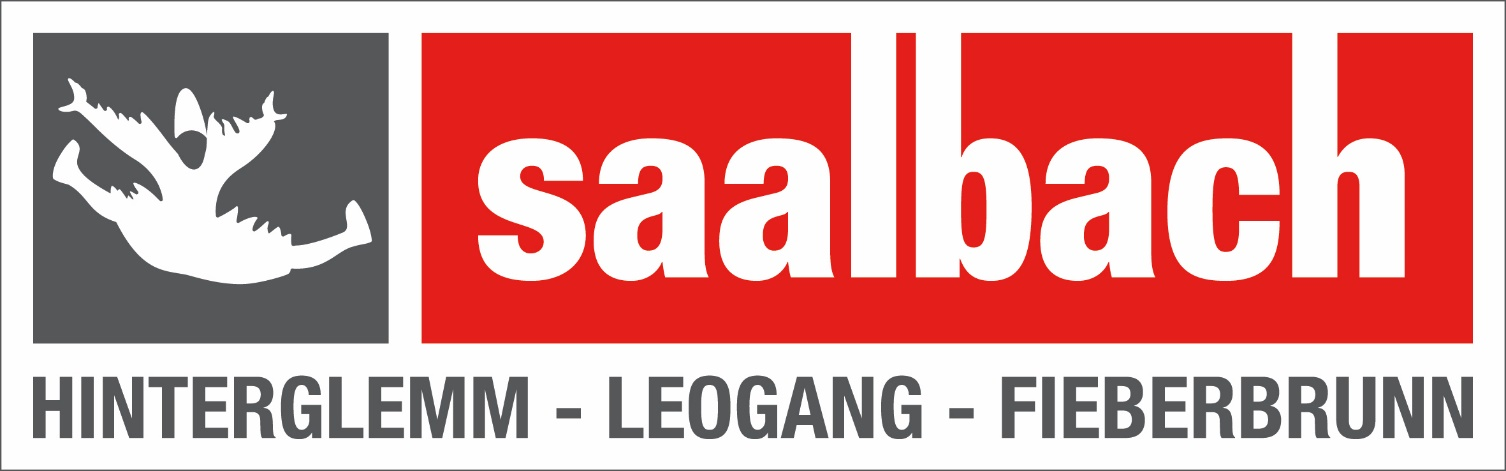 saalbach
HINTERGLEMM - LEOGANG - FIEBERBRUNN